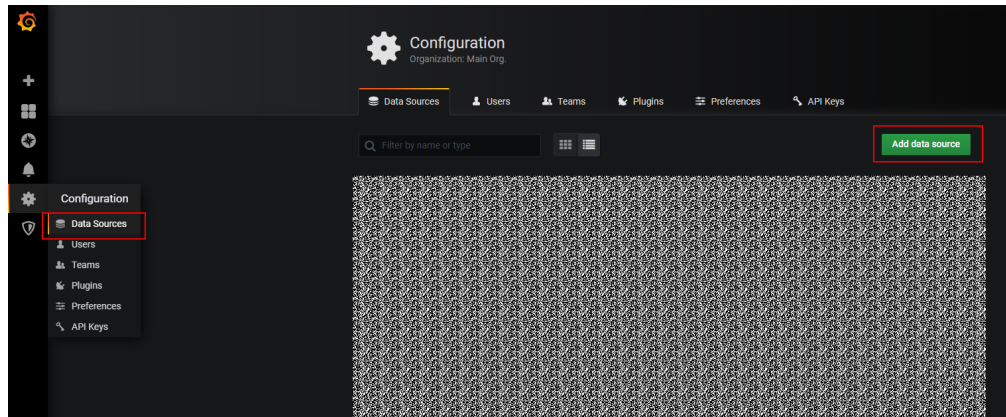 Configuration
Organization: Main Org.
Data Sources Users Teams Plugins Preferences API Keys
Filter by name or type
Add data source
Configuration
Data Sources
Users
Teams
Plugins
Preferences
API Keys